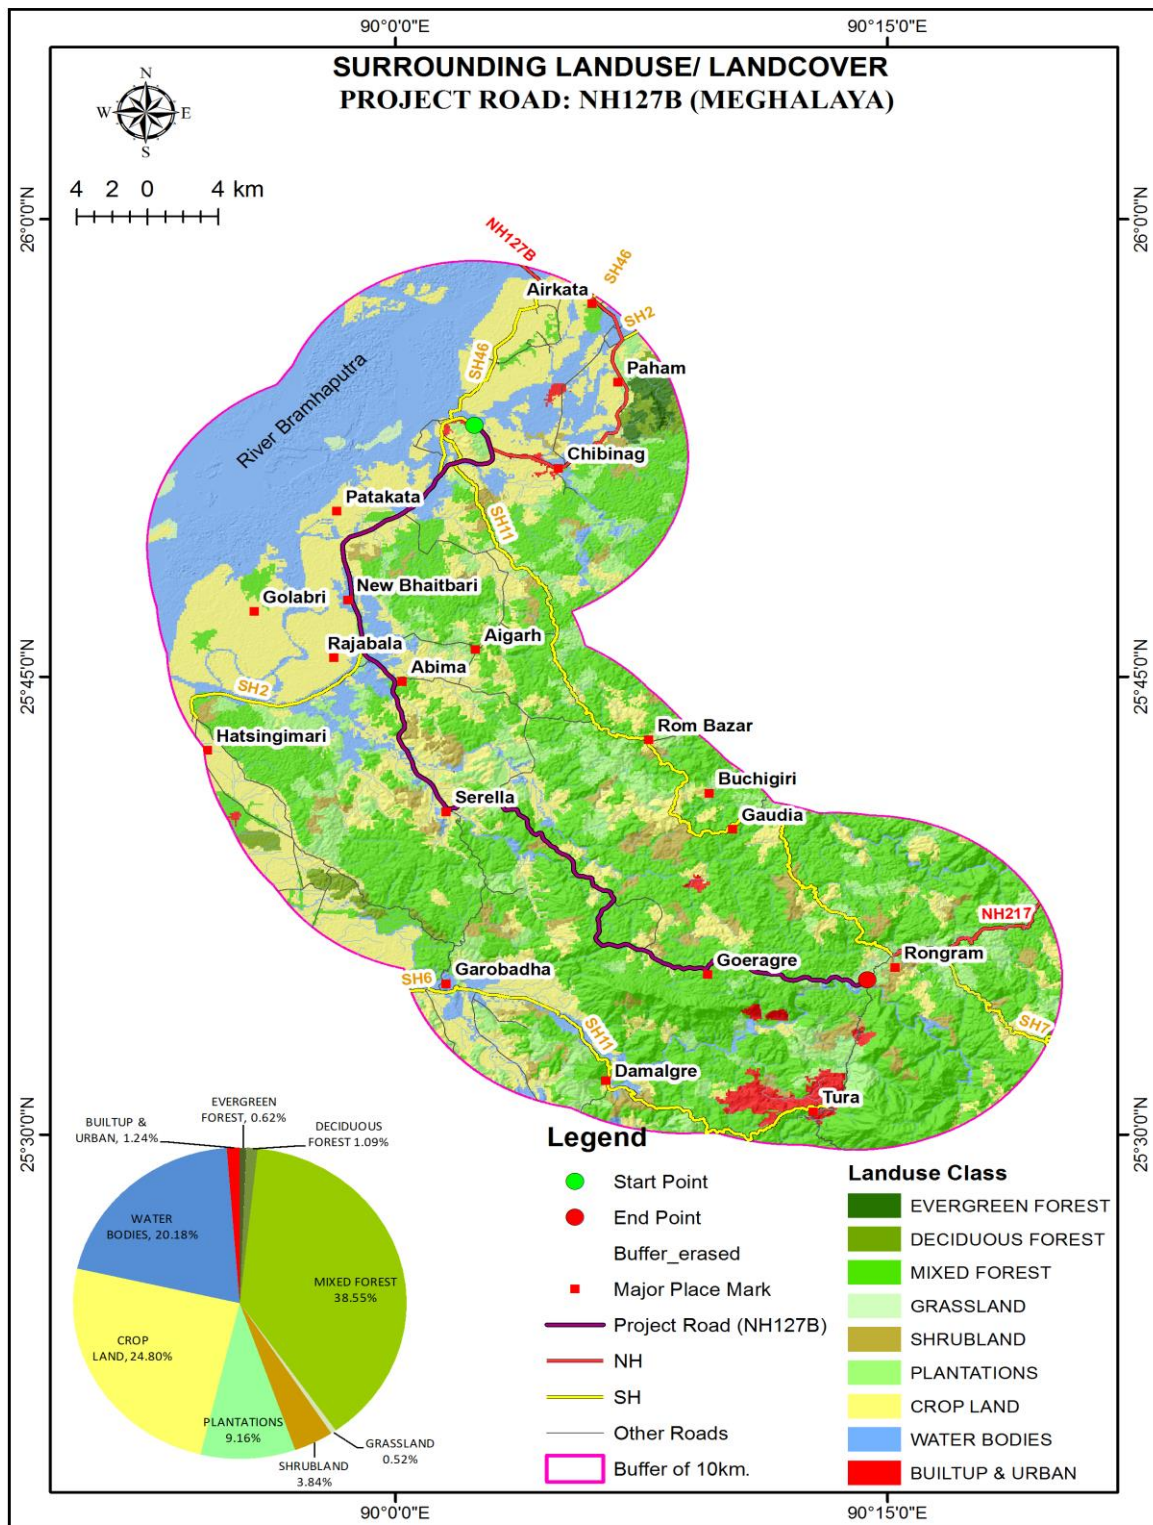 90°0'0"E
90°15'0"E
SURROUNDING LANDUSE/ LANDCOVER
PROJECT ROAD: NH127B (MEGHALAYA)
N
W
E
S
4 2 0 4 km
26°0'0"N
26°0'0"N
NH127B
SH46
Airkata
SH2
SH46
Paham
River Bramhaputra
Chibinag
Patakata
SH11
New Bhaitbari
Golabri
Aigarh
Rajabala
Abima
25°45'0"N
25°45'0"N
SH2
Hatsingimari
Rom Bazar
Buchigiri
Serella
Gaudia
NH217
Rongram
Goeragre
Garobadha
SH6
SH11
SH7
Damalgre
Tura
25°30'0"N
25°30'0"N
EVERGREEN
FOREST, 0.62%
BUILTUP &
URBAN, 1.24%
DECIDUOUS
FOREST 1.09%
WATER
BODIES, 20.18%
MIXED FOREST
38.55%
CROP
LAND, 24.80%
PLANTATIONS
9.16%
GRASSLAND
0.52%
SHRUBLAND
3.84%
Legend
Start Point
End Point
Buffer_erased
Major Place Mark
Project Road (NH127B)
NH
SH
Other Roads
Buffer of 10km.
Landuse Class
EVERGREEN FOREST
DECIDUOUS FOREST
MIXED FOREST
GRASSLAND
SHRUBLAND
PLANTATIONS
CROP LAND
WATER BODIES
BUILTUP & URBAN
90°0'0"E
90°15'0"E